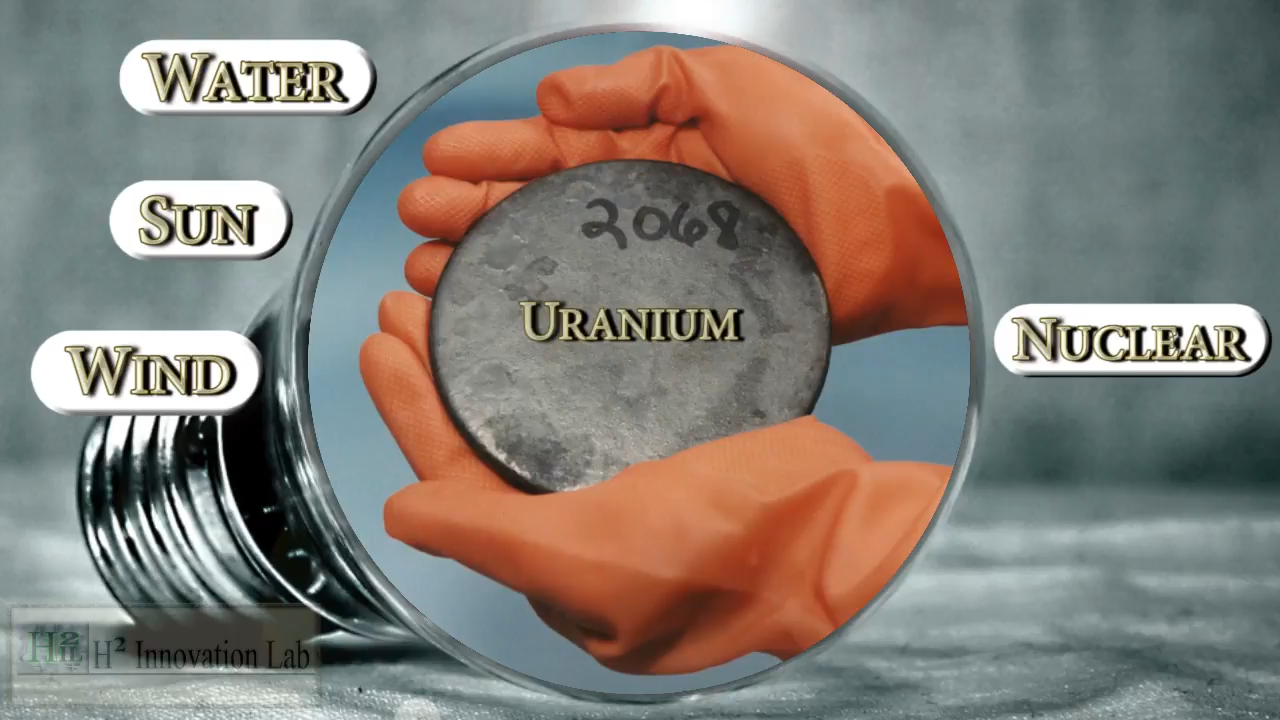 WATER
SUN
WIND
2068
URANIUM
NUCLEAR
H² Innovation Lab